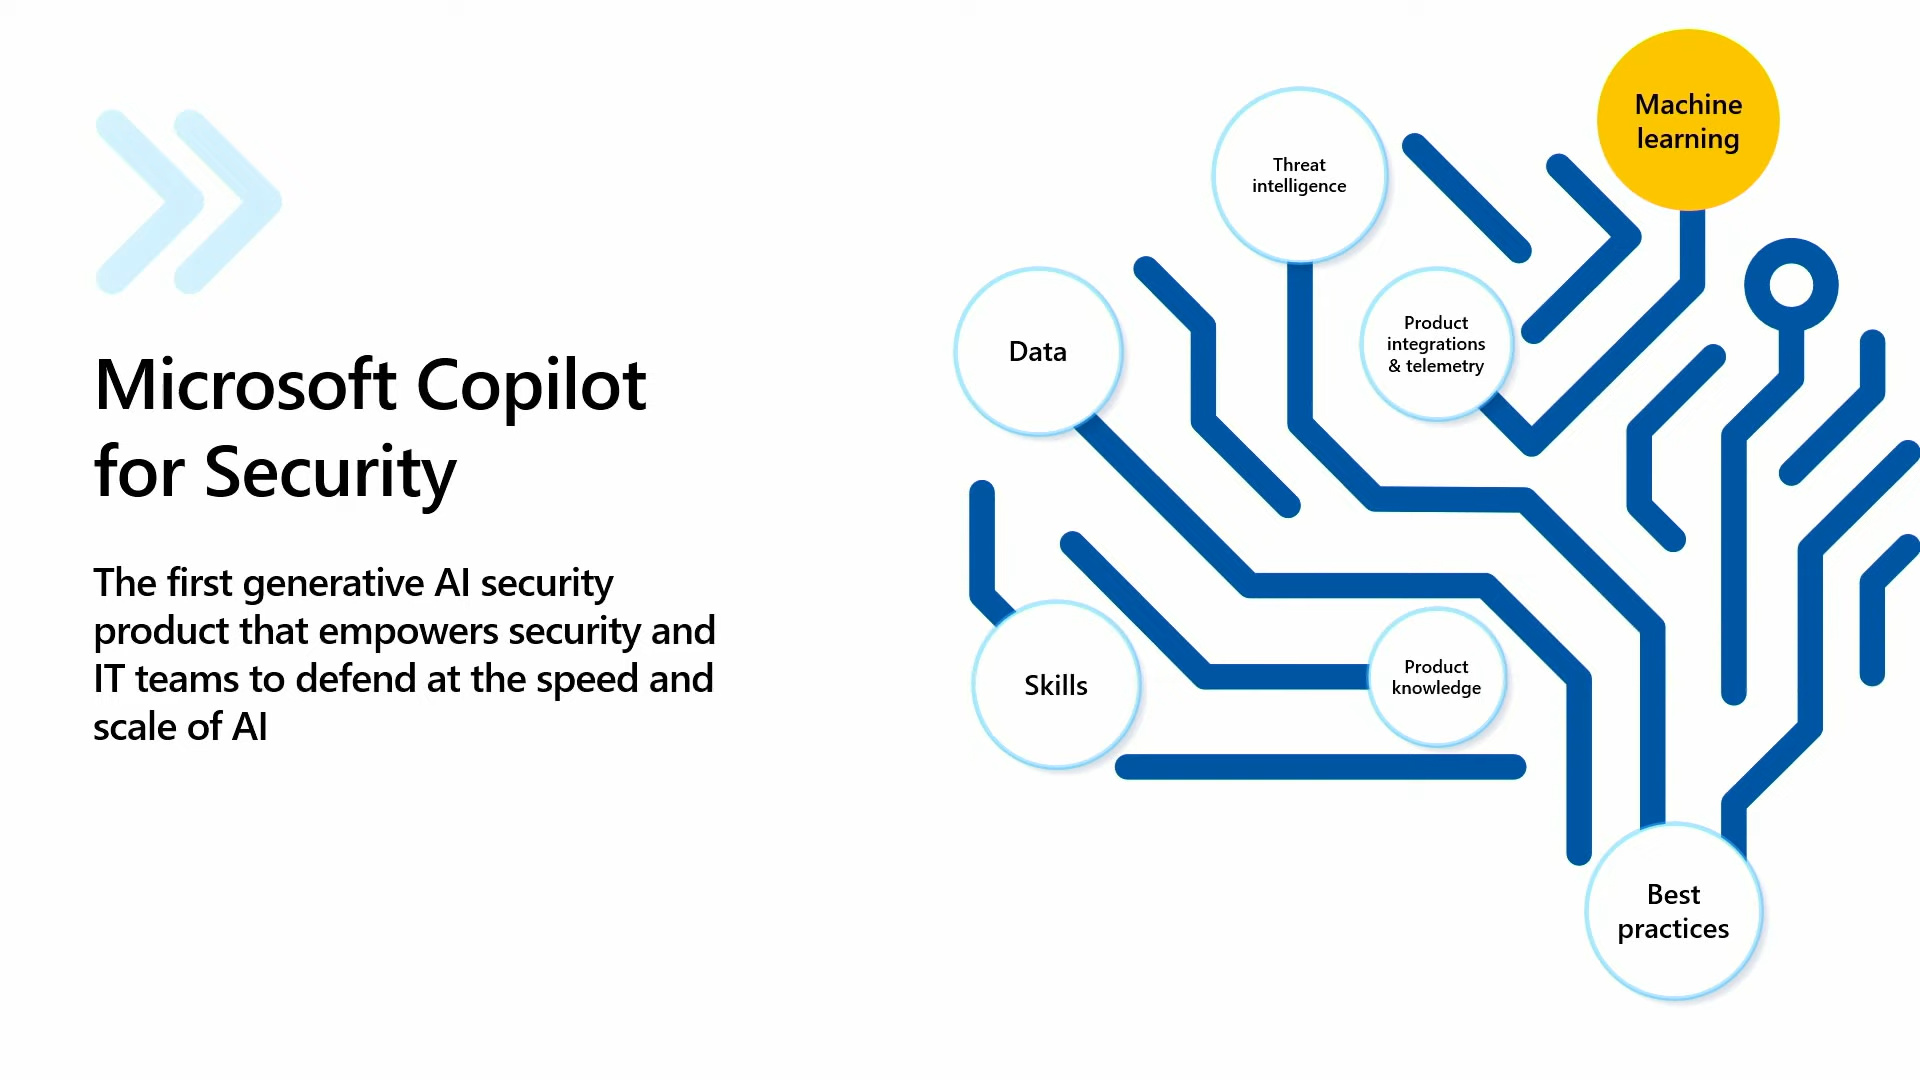 Microsoft Copilot
for Security
The first generative AI security
product that empowers security and
IT teams to defend at the speed and
scale of AI
Machine
learning
Threat
intelligence
Product
integrations
& telemetry
Data
Skills
Product
knowledge
Best
practices